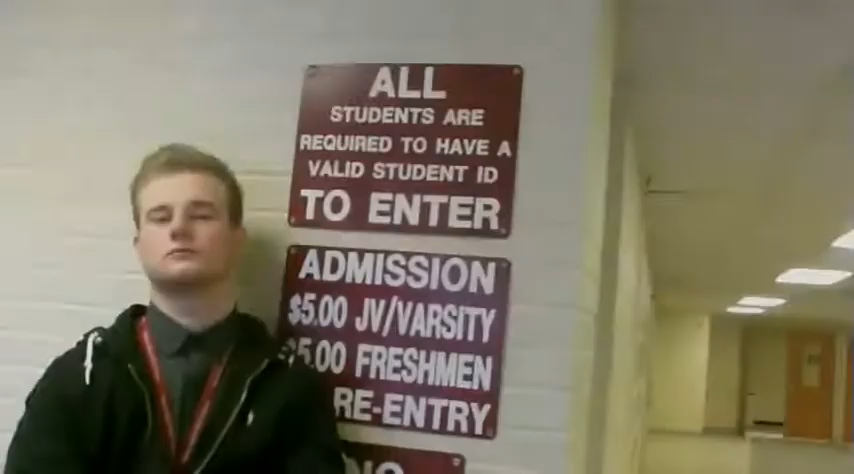 ALL
STUDENTS ARE
REQUIRED TO HAVE A
VALID STUDENT ID
TO ENTER
ADMISSION
$5.00 JV/VARSITY
5.00 FRESHMEN
RE-ENTRY